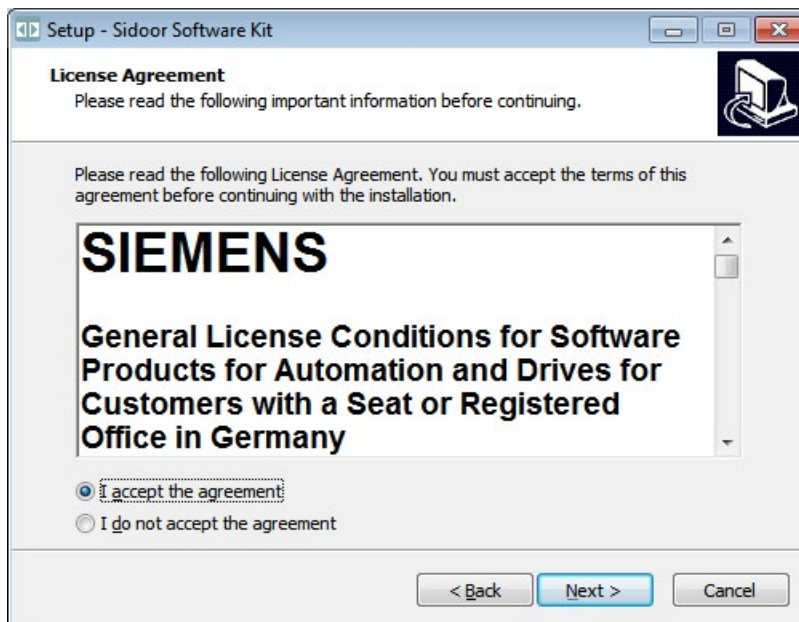 Setup - Sidoor Software Kit
License Agreement
Please read the following important information before continuing.
Please read the following License Agreement. You must accept the terms of this
agreement before continuing with the installation.
SIEMENS
General License Conditions for Software
Products for Automation and Drives for
Customers with a Seat or Registered
Office in Germany
I accept the agreement
I do not accept the agreement
< Back
Next >
Cancel